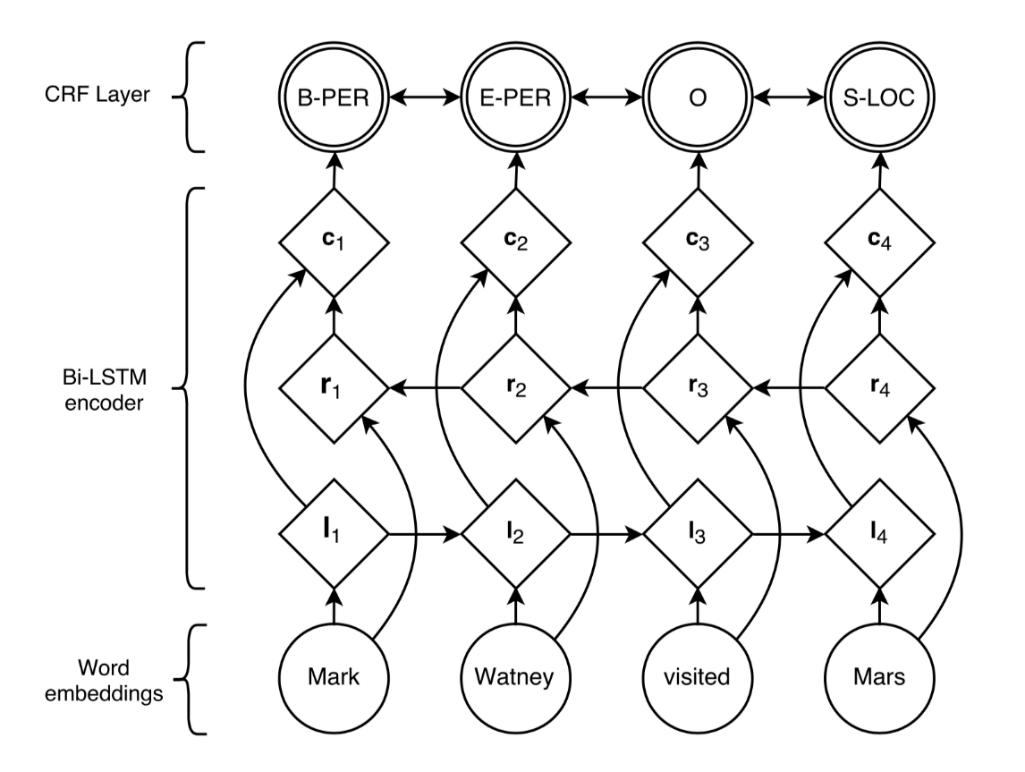 CRF Layer
B-PER
E-PER
O
S-LOC
c1
c2
c3
c4
Bi-LSTM
encoder
r1
r2
r3
r4
l1
l2
l3
l4
Word
embeddings
Mark
Watney
visited
Mars